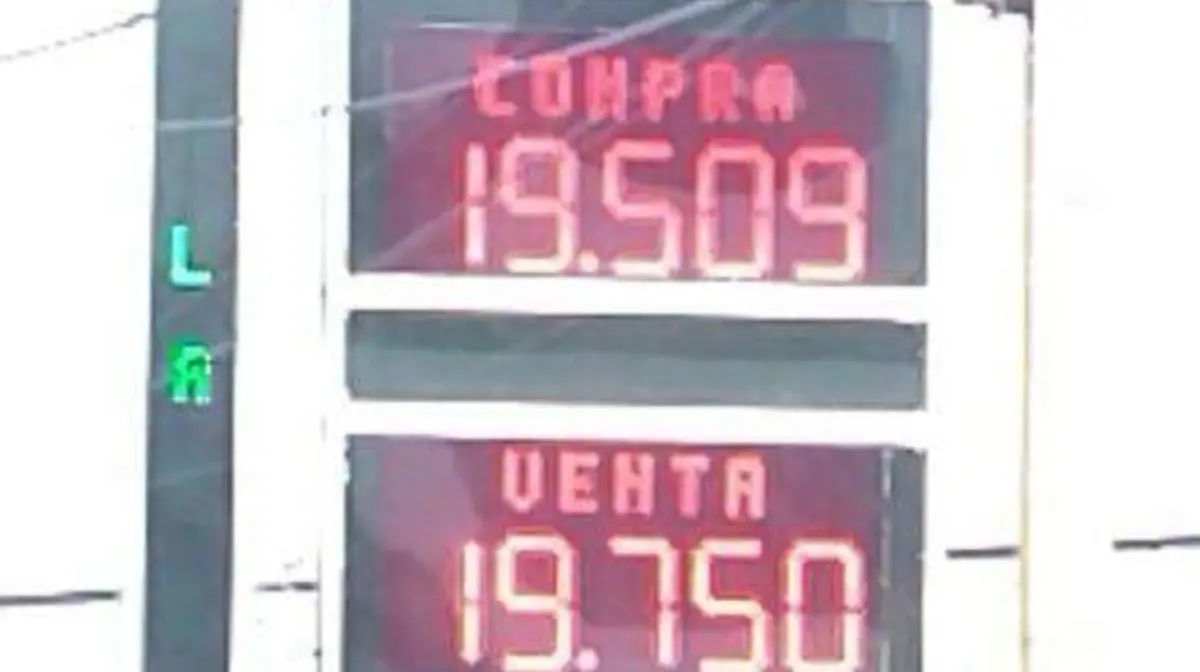 L
A
COMPRA
19.509
VENTA
19.750